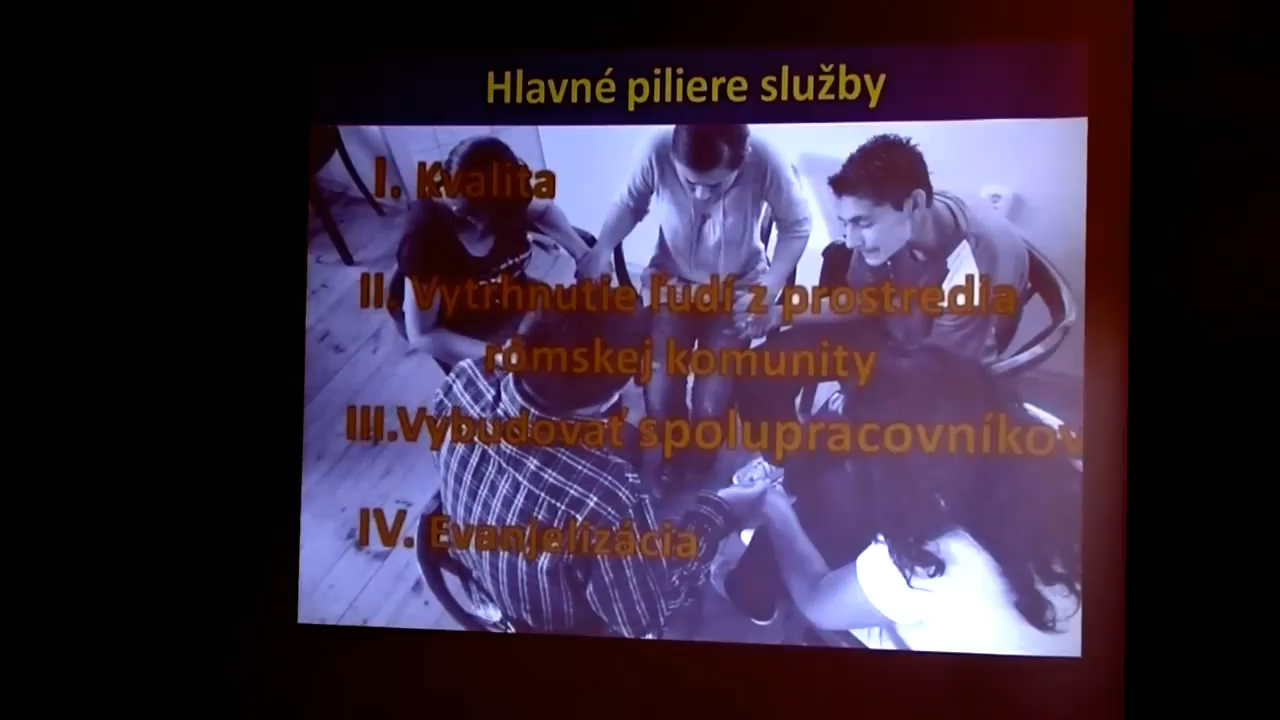 Hlavné piliere služby
I. Kvalita
II. Vytrhnutie ľudí z prostredia
rómskej komunity
III.Vybudovať spolupracovníkov
IV. Evanjelizácia